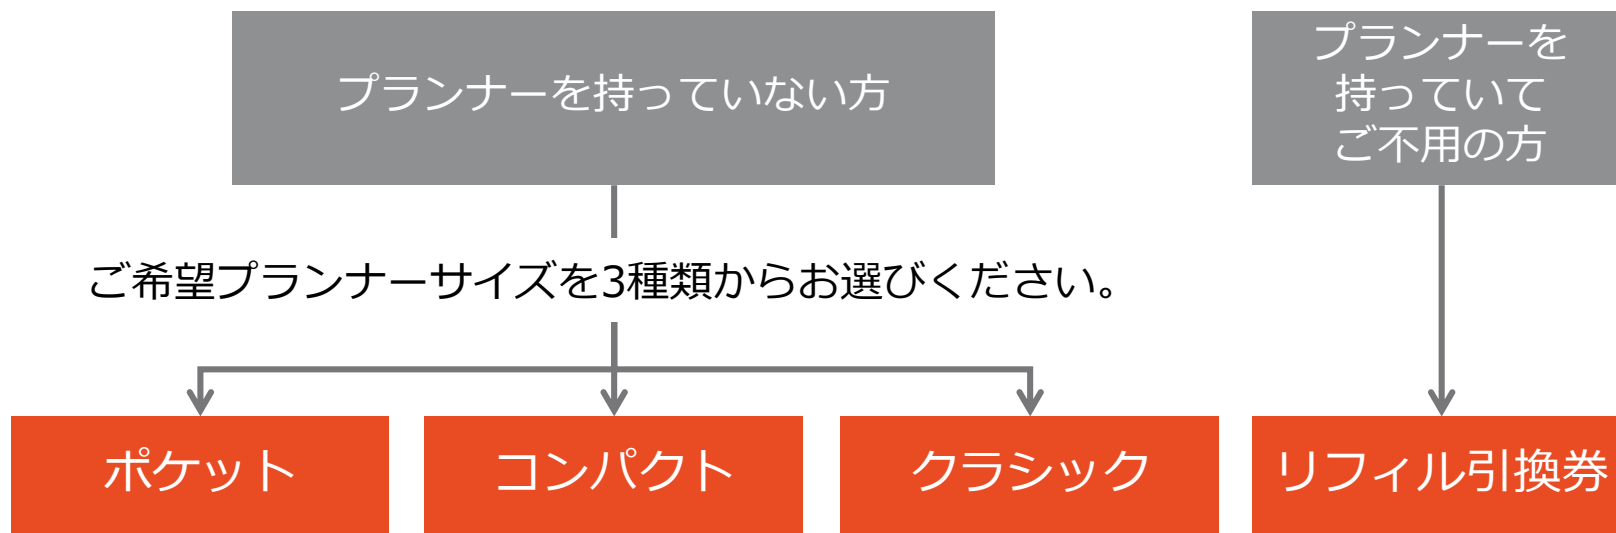 プランナーを持っていない方
プランナーを
持っていて
ご不用の方
ご希望プランナーサイズを3種類からお選びください。
ポケット
コンパクト
クラシック
リフィル引換券